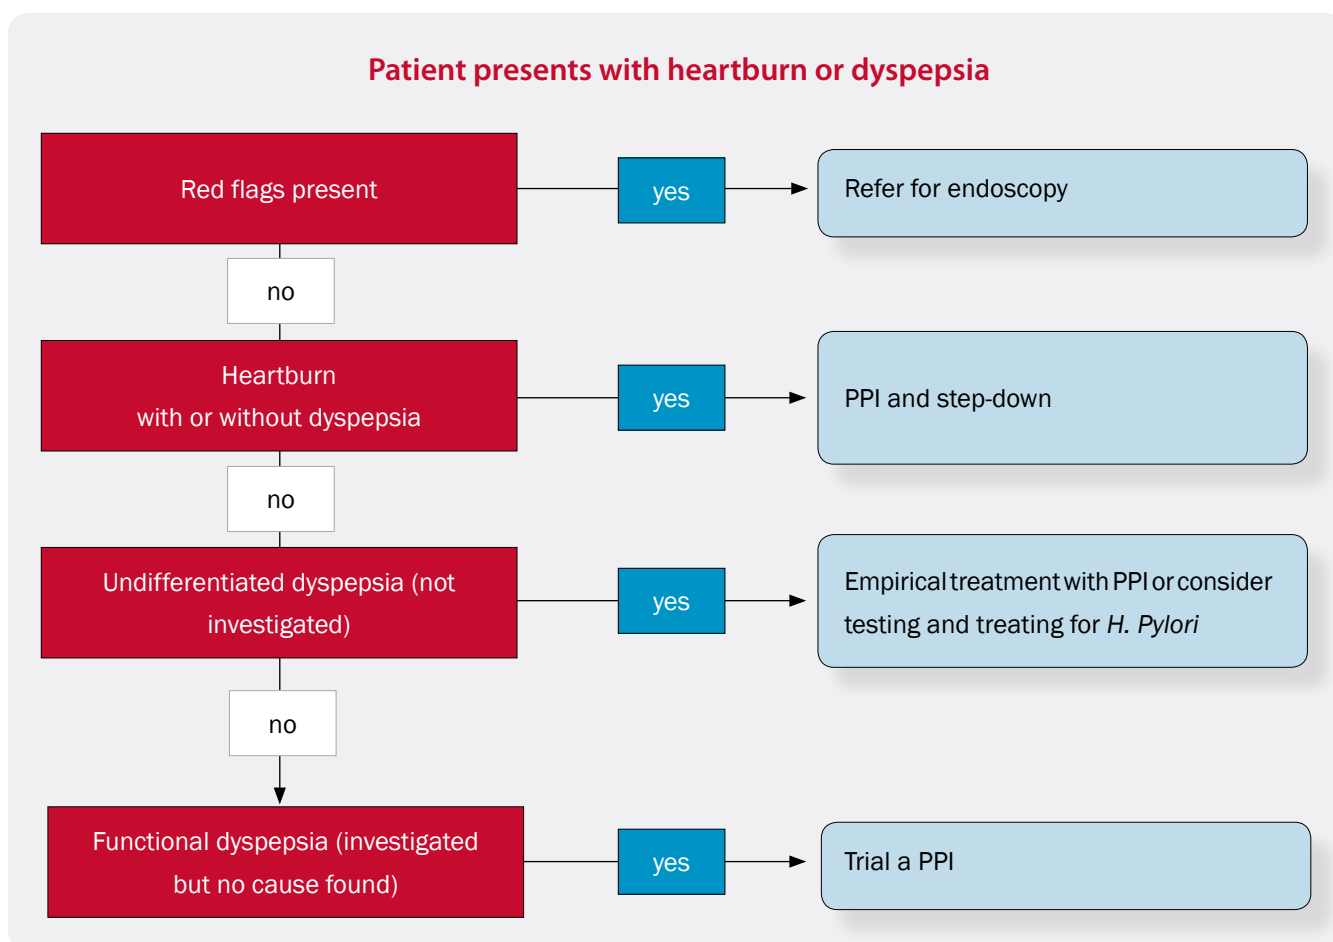 Patient presents with heartburn or dyspepsia
Red flags present
yes
Refer for endoscopy
no
Heartburn
with or without dyspepsia
yes
PPI and step-down
no
Undifferentiated dyspepsia (not
investigated)
yes
Empirical treatment with PPI or consider
testing and treating for H. Pylori
no
Functional dyspepsia (investigated
but no cause found)
yes
Trial a PPI